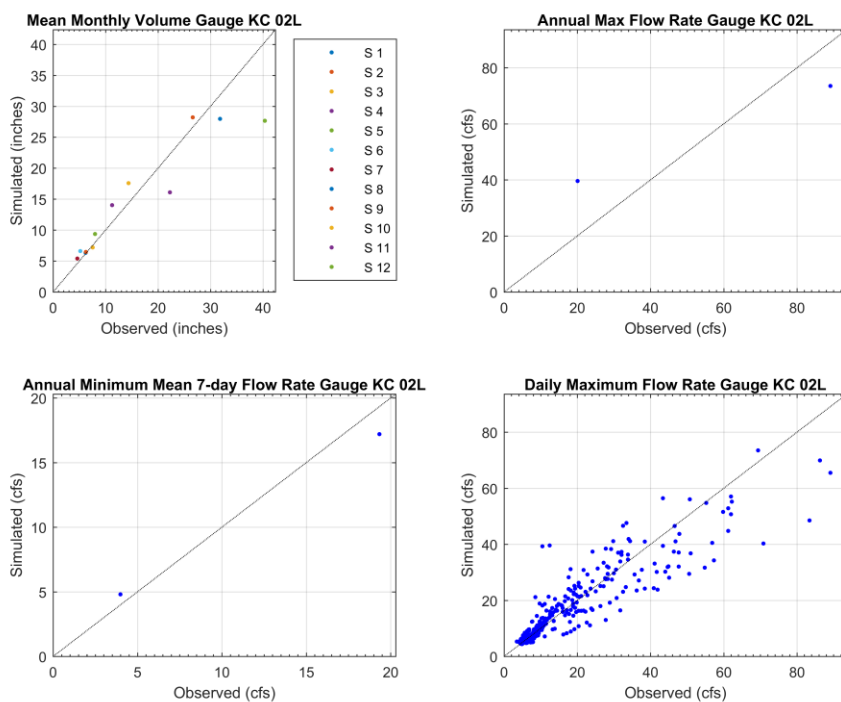 Mean Monthly Volume Gauge KC 02L
40
35
30
25
20
15
10
5
0
Simulated (inches)
0 10 20 30 40
Observed (inches)
S 1
S 2
S 3
S 4
S 5
S 6
S 7
S 8
S 9
S 10
S 11
S 12
Annual Max Flow Rate Gauge KC 02L
80
60
40
20
0
Simulated (cfs)
0 20 40 60 80
Observed (cfs)
Annual Minimum Mean 7-day Flow Rate Gauge KC 02L
20
15
10
5
0
Simulated (cfs)
0 5 10 15 20
Observed (cfs)
Daily Maximum Flow Rate Gauge KC 02L
80
60
40
20
0
Simulated (cfs)
0 20 40 60 80
Observed (cfs)